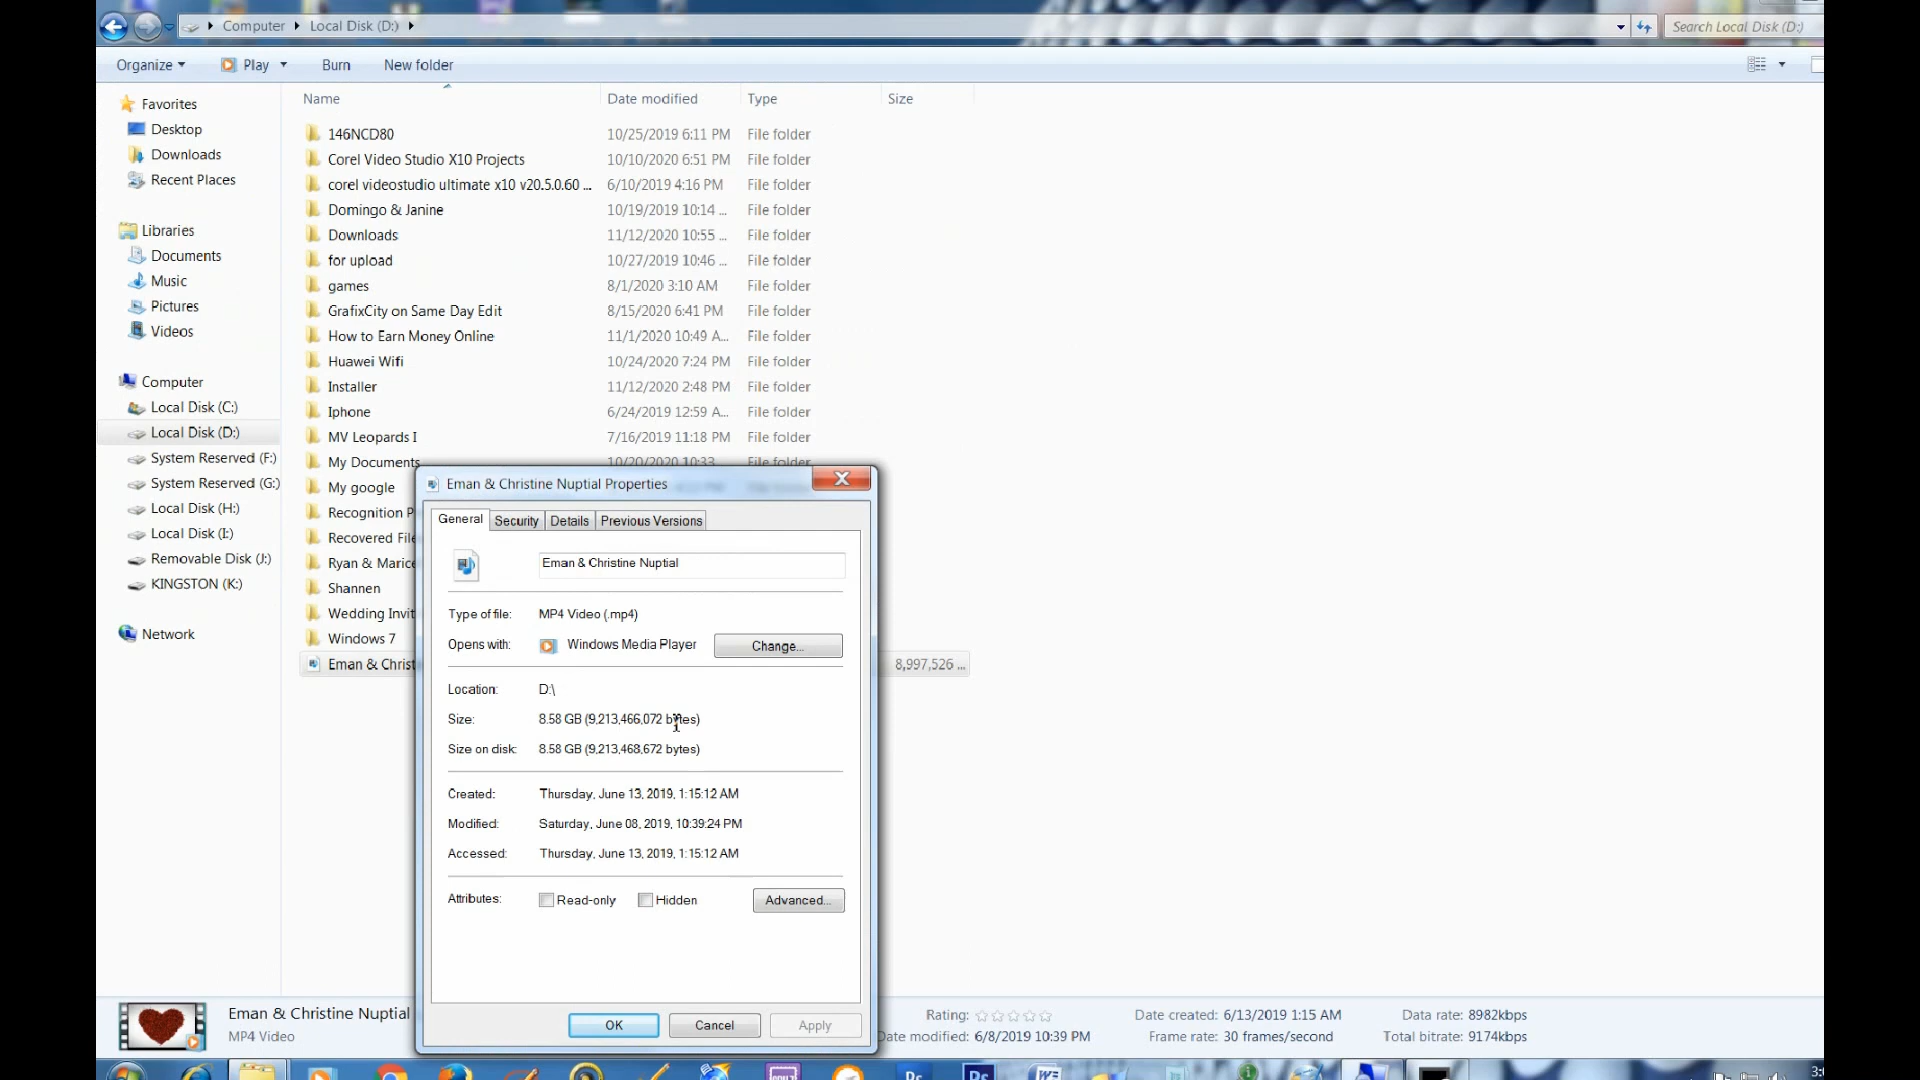 Computer Local Disk (D:)
Search Local Disk (D:)
Organize Play Burn New folder
Name Date modified Type Size
Favorites
Desktop
Downloads
Recent Places
Libraries
Documents
Music
Pictures
Videos
Computer
Local Disk (C:)
Local Disk (D:)
System Reserved (F:)
System Reserved (G:)
Local Disk (H:)
Local Disk (I:)
Removable Disk (J:)
KINGSTON (K:)
Network
146NCD80 10/25/2019 6:11 PM File folder
Corel Video Studio X10 Projects 10/10/2020 6:51 PM File folder
corel videostudio ultimate x10 v20.5.0.60 ... 6/10/2019 4:16 PM File folder
Domingo & Janine 10/19/2019 10:14 ... File folder
Downloads 11/12/2020 10:55 ... File folder
for upload 10/27/2019 10:46 ... File folder
games 8/1/2020 3:10 AM File folder
GrafixCity on Same Day Edit 8/15/2020 6:41 PM File folder
How to Earn Money Online 11/1/2020 10:49 A... File folder
Huawei Wifi 10/24/2020 7:24 PM File folder
Installer 11/12/2020 2:48 PM File folder
Iphone 6/24/2019 12:59 A... File folder
MV Leopards I 7/16/2019 11:18 PM File folder
My Documents 10/20/2020 10:33 File folder
My google
Recognition P
Recovered File
Ryan & Marice
Shannen
Wedding Invit
Windows 7
Eman & Christ 8,997,526 ...
Eman & Christine Nuptial Properties
General Security Details Previous Versions
Eman & Christine Nuptial
Type of file: MP4 Video (.mp4)
Opens with: Windows Media Player Change...
Location: D:\
Size: 8.58 GB (9,213,466,072 bytes)
Size on disk: 8.58 GB (9,213,468,672 bytes)
Created: Thursday, June 13, 2019, 1:15:12 AM
Modified: Saturday, June 08, 2019, 10:39:24 PM
Accessed: Thursday, June 13, 2019, 1:15:12 AM
Attributes: Read-only Hidden Advanced...
OK Cancel Apply
Eman & Christine Nuptial
MP4 Video
Rating: Date created: 6/13/2019 1:15 AM Data rate: 8982kbps
Date modified: 6/8/2019 10:39 PM Frame rate: 30 frames/second Total bitrate: 9174kbps